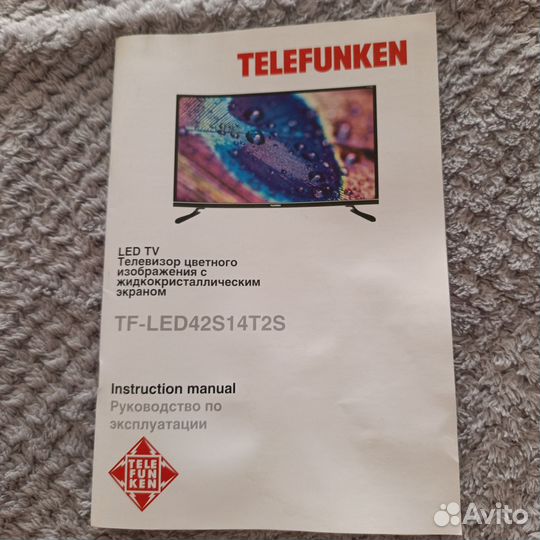 TELEFUNKEN
LED TV
Телевизор цветного
изображения с
жидкокристаллическим
экраном
TF-LED42S14T2S
Instruction manual
Руководство по
эксплуатации
TELE
FUN
KEN
Avito